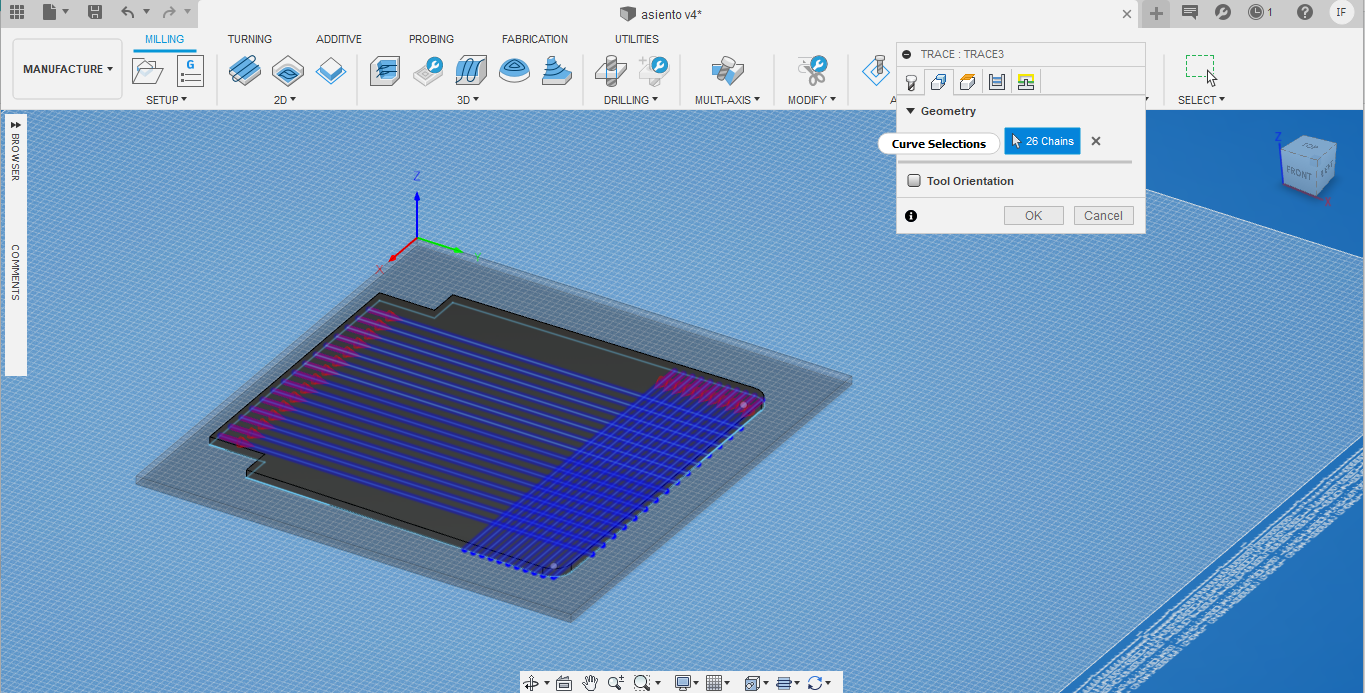 asiento v4*
1
IF
MANUFACTURE
MILLING
TURNING
ADDITIVE
PROBING
FABRICATION
UTILITIES
G
SETUP
2D
3D
DRILLING
MULTI-AXIS
MODIFY
A
SELECT
TRACE : TRACE3
Geometry
Curve Selections
26 Chains
Tool Orientation
OK
Cancel
BROWSER
COMMENTS
Z
X
Z
TOP
FRONT